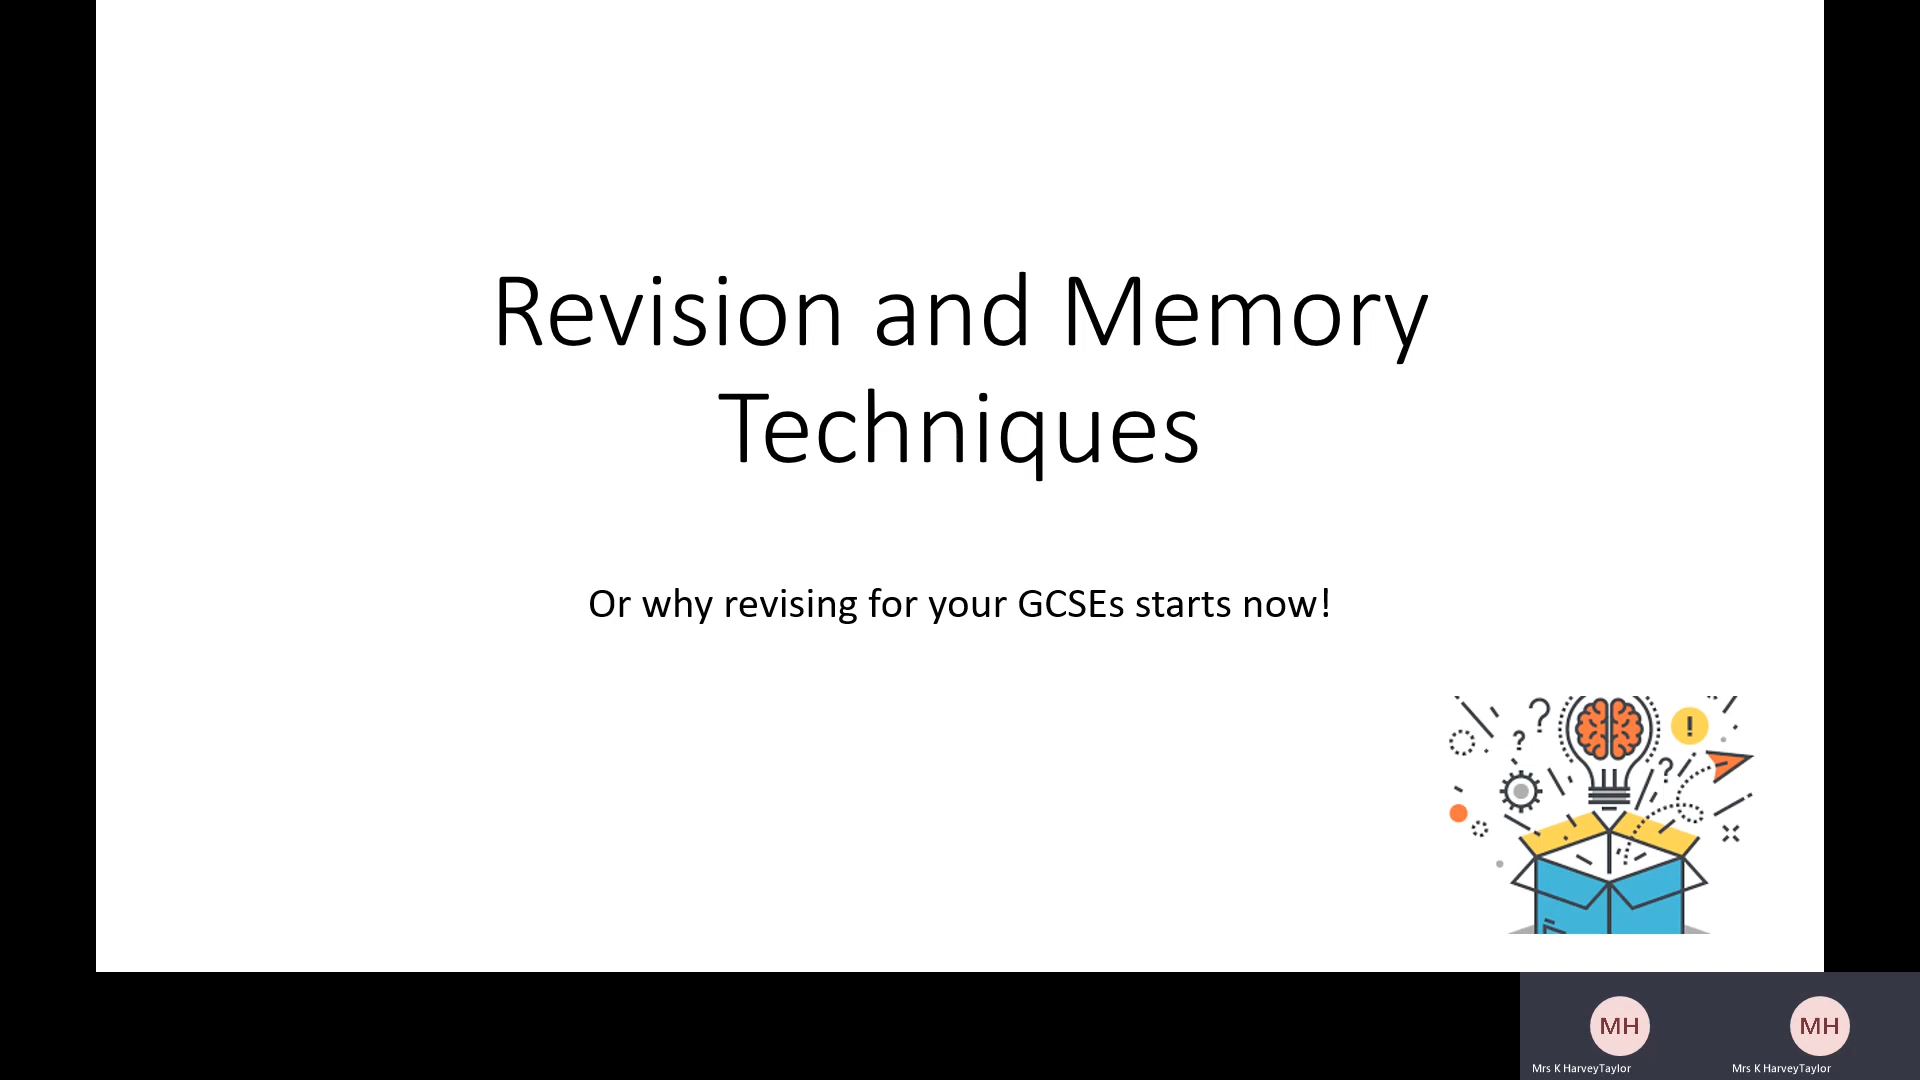 Revision and Memory
Techniques
Or why revising for your GCSEs starts now!
MH
MH
Mrs K HarveyTaylor
Mrs K HarveyTaylor